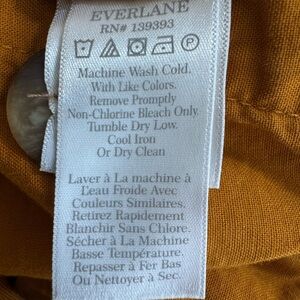 EVERLANE
RN# 139393
P
Machine Wash Cold.
With Like Colors.
Remove Promptly
Non-Chlorine Bleach Only.
Tumble Dry Low.
Cool Iron
Or Dry Clean
Laver à La machine à
L'eau Froide Avec
Couleurs Similaires.
Retirez Rapidement
Blanchir Sans Chlore.
Sécher à La Machine
Basse Température.
Repasser à Fer Bas
Ou Nettoyer à Sec.